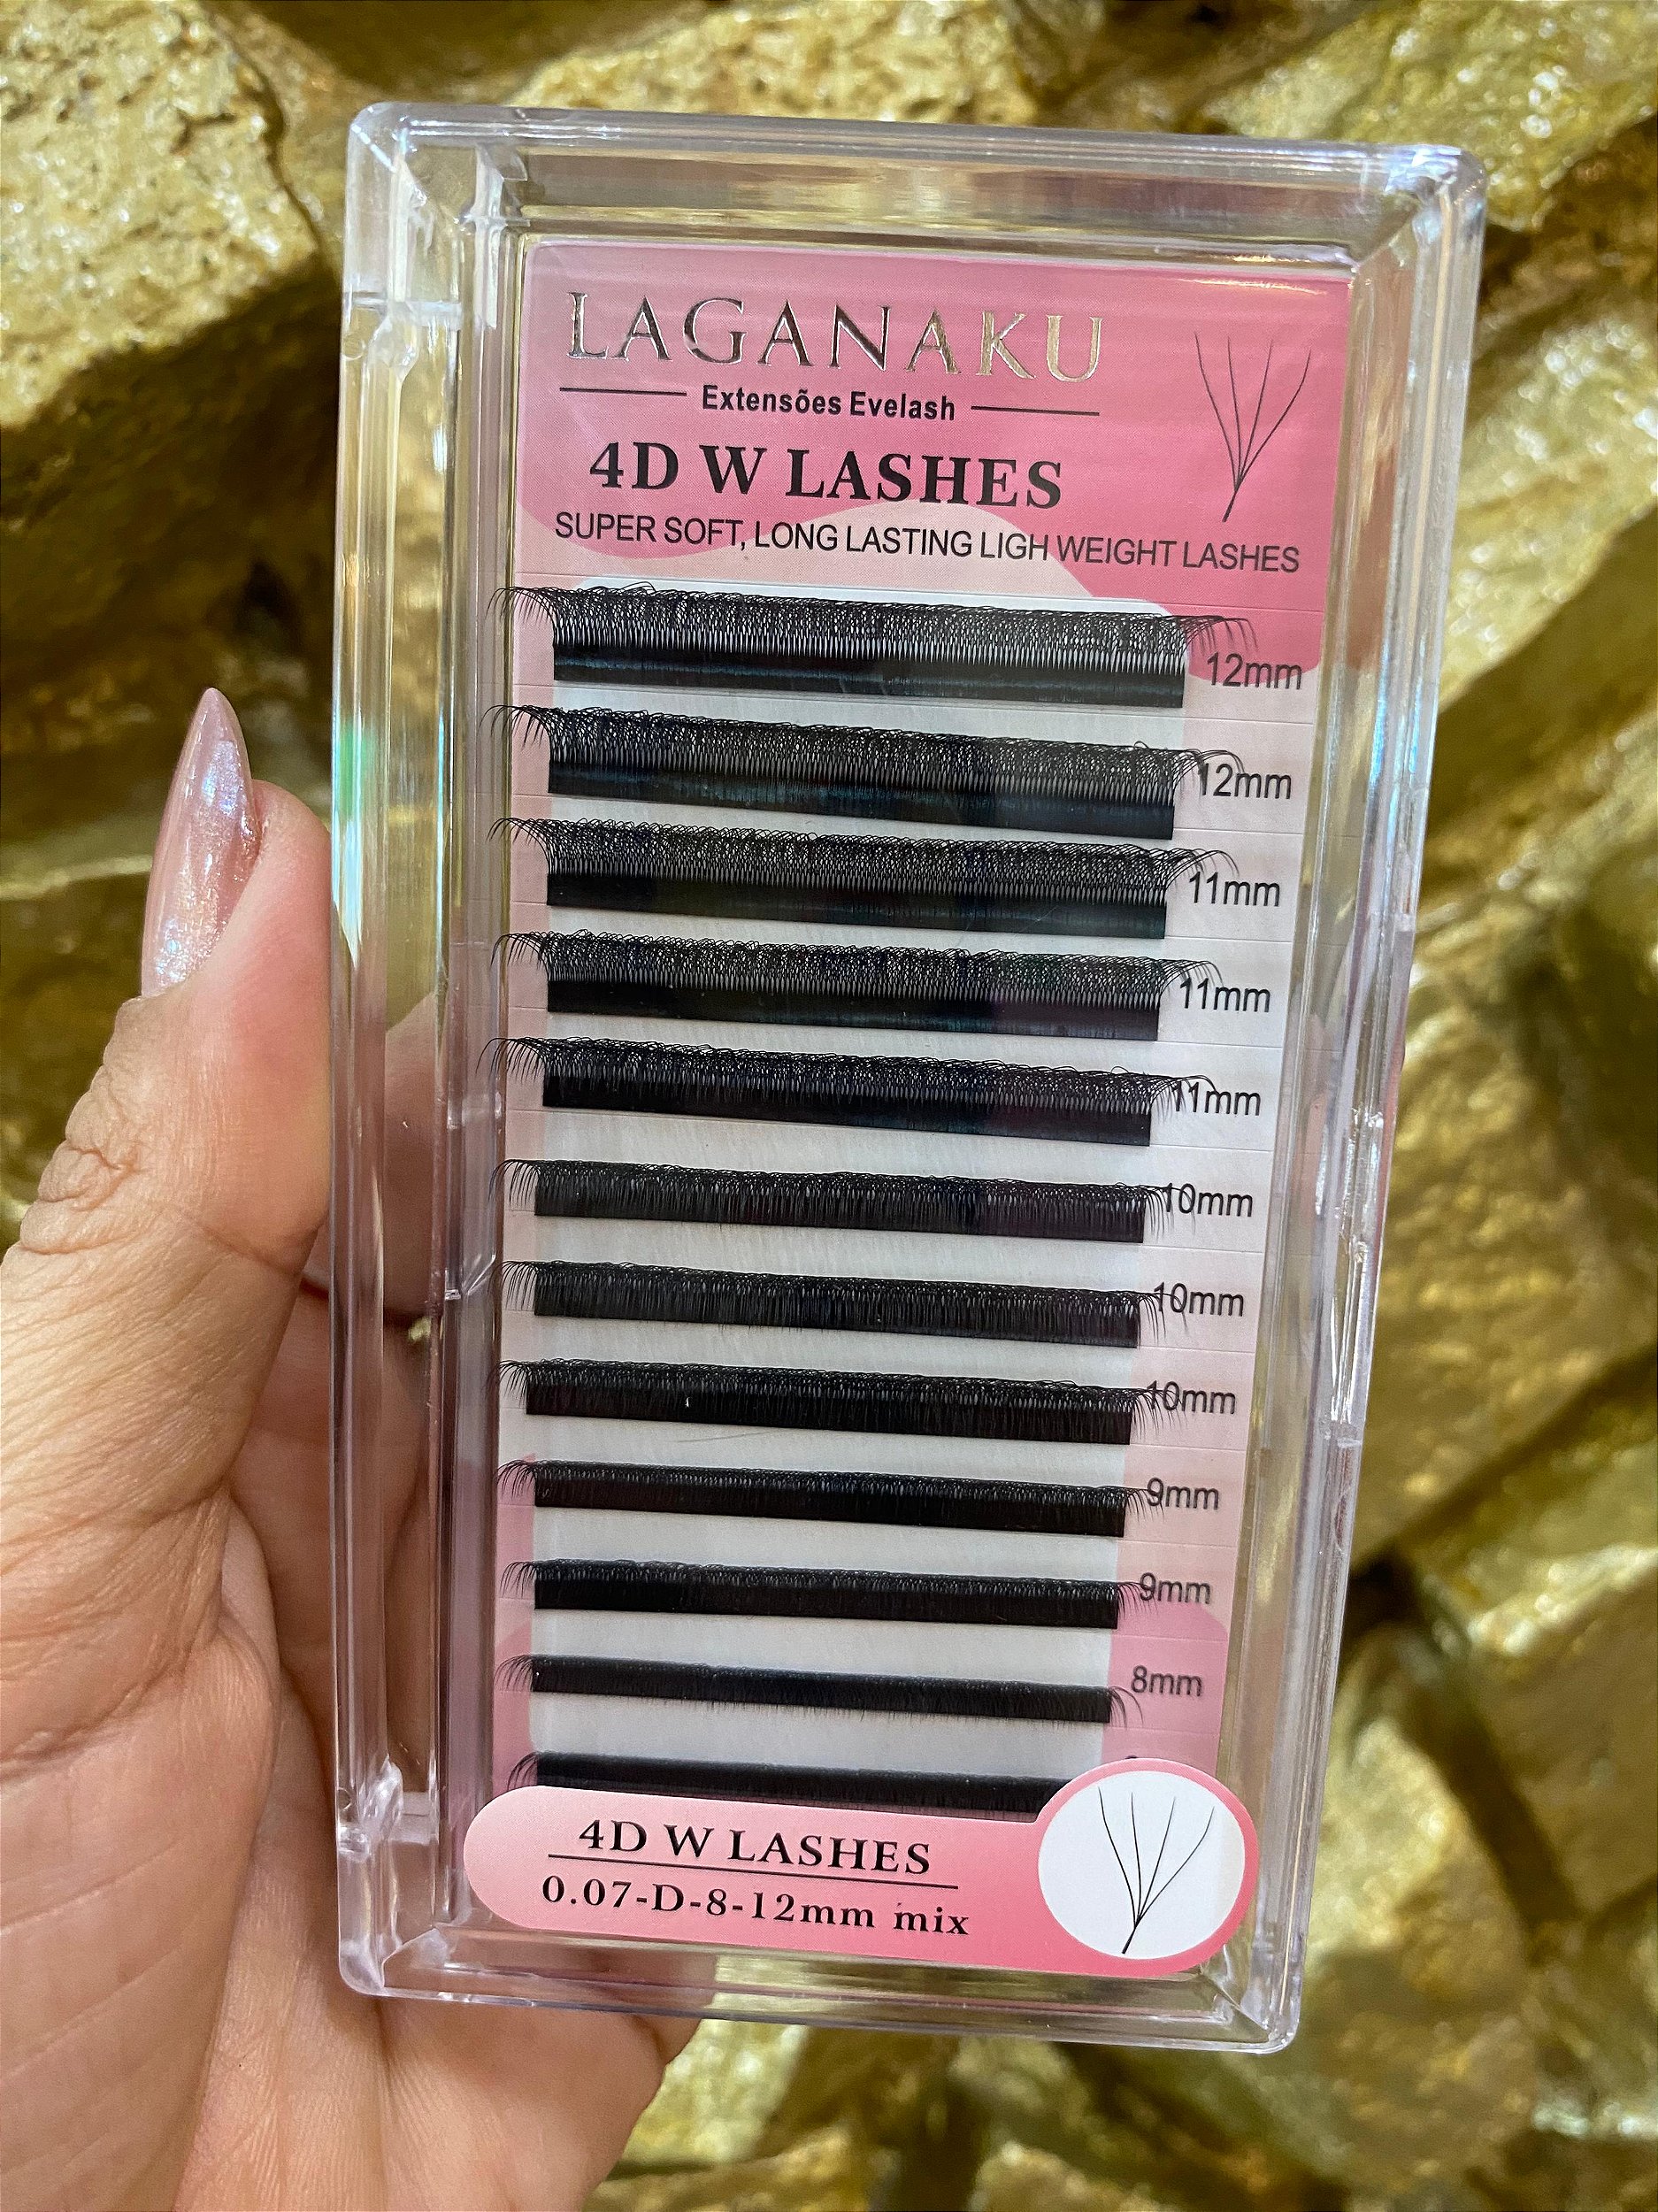 LAGANAKU
Extensões Evelash
4D W LASHES
SUPER SOFT, LONG LASTING LIGH WEIGHT LASHES
12mm
12mm
11mm
11mm
11mm
10mm
10mm
10mm
9mm
9mm
8mm
4D W LASHES
0.07-D-8-12mm mix